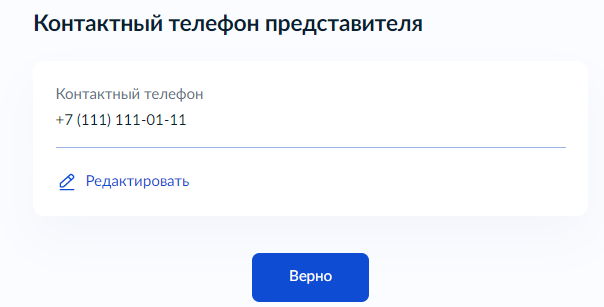 Контактный телефон представителя
Контактный телефон
+7 (111) 111-01-11
Редактировать
Верно